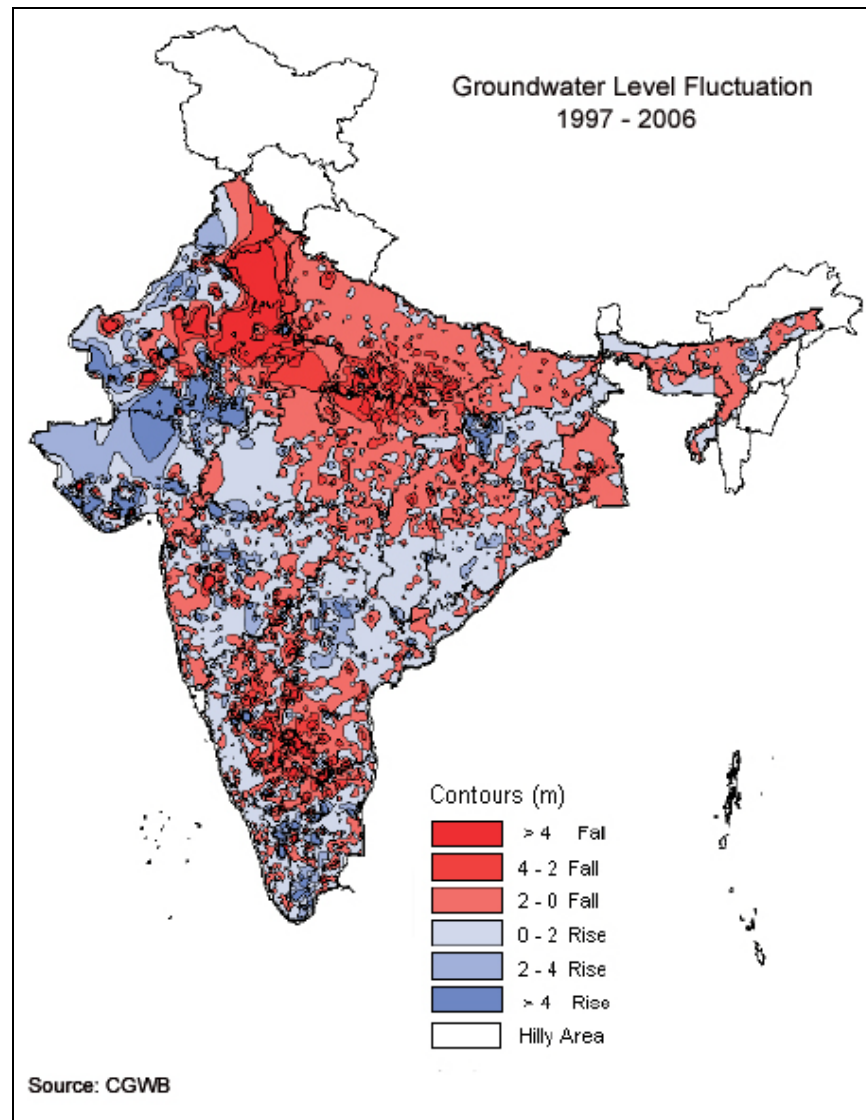 Groundwater Level Fluctuation
1997 - 2006
Contours (m)
> 4 Fal
4 - 2 Fall
2 - 0 Fall
0 - 2 Rise
2 - 4 Rise
> 4 Rise
Hilly Area
Source: CGWB